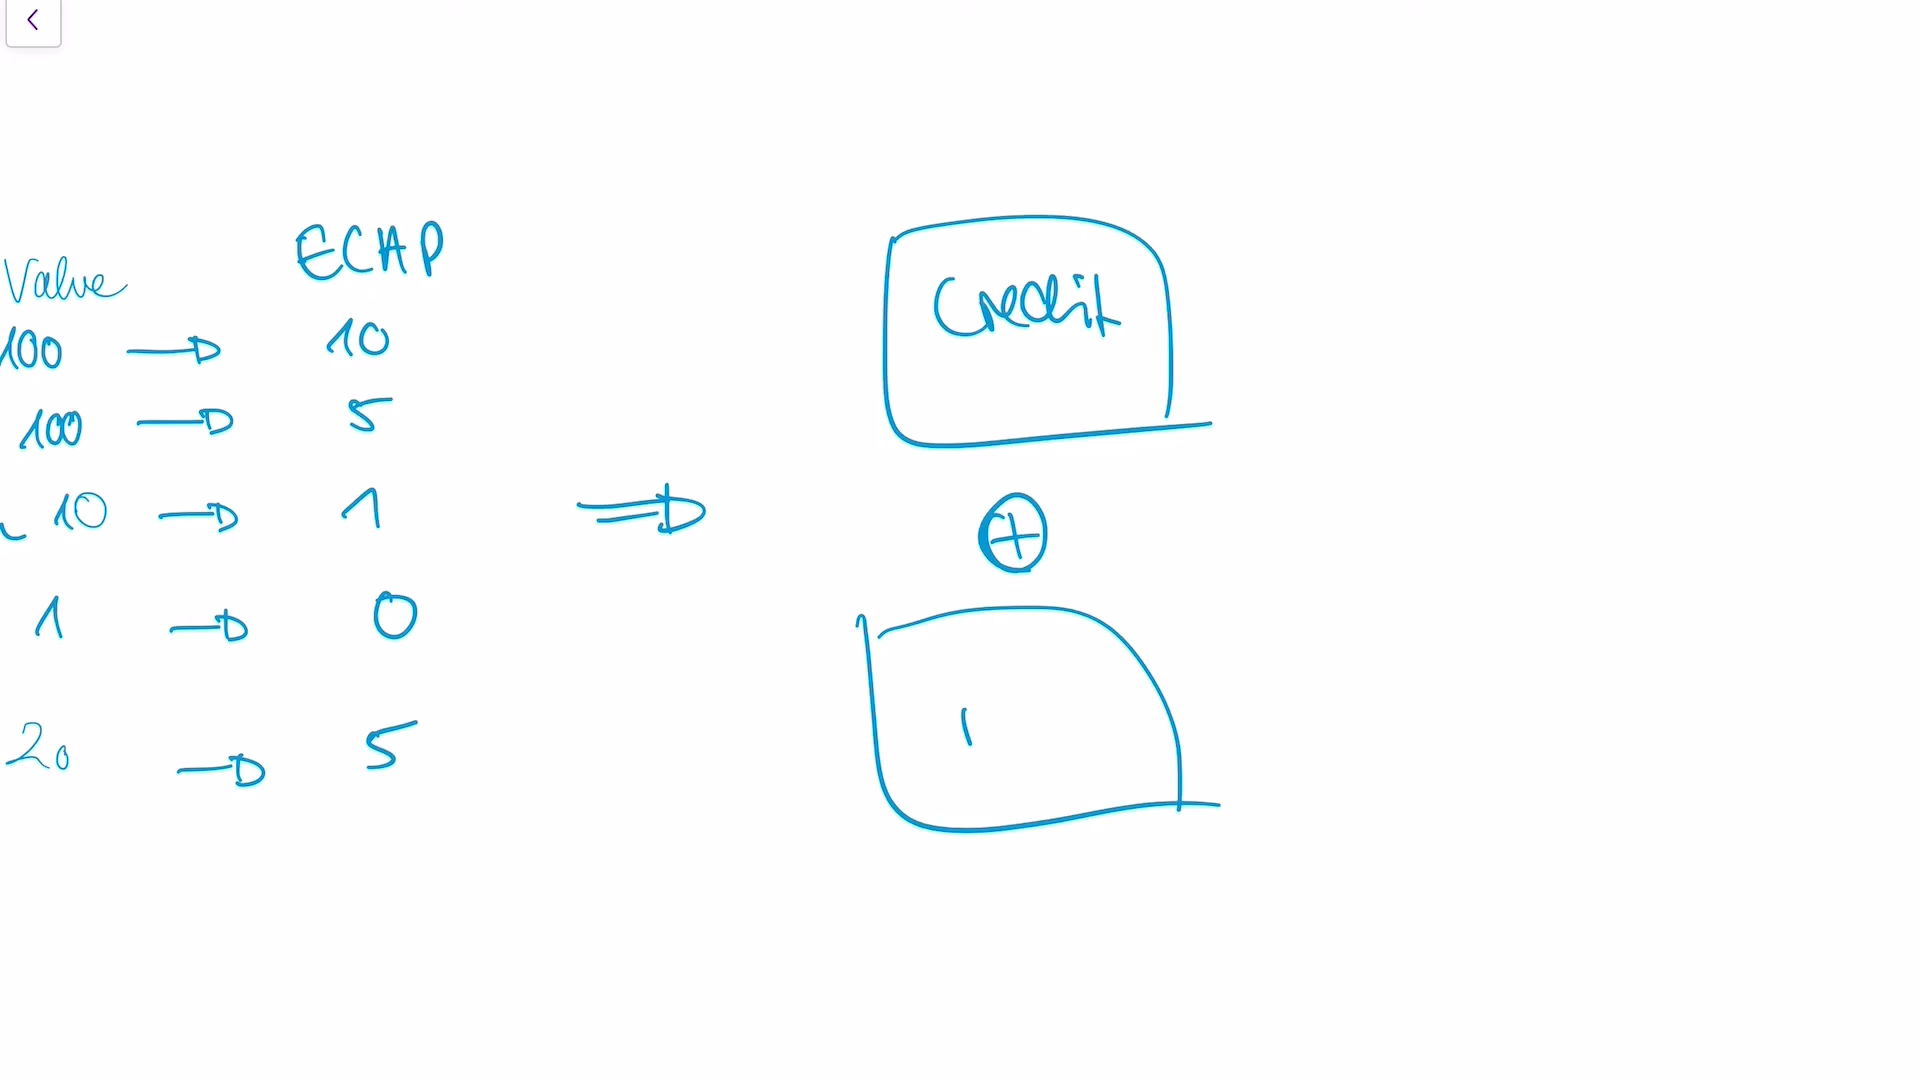 Value ECAP
100 → 10
100 → 5
10 → 1
1 → 0
20 → 5
⇒
Credit
+